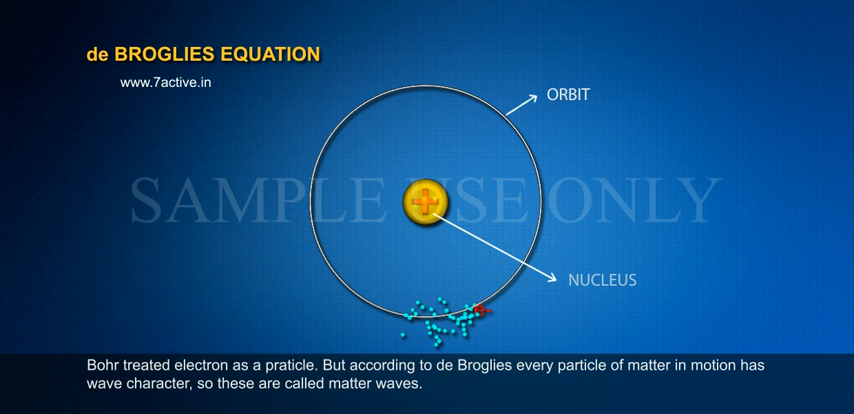 de BROGLIES EQUATION
www.7active.in
ORBIT
SAMPLE USE ONLY
NUCLEUS
Bohr treated electron as a praticle. But according to de Broglies every particle of matter in motion has
wave character, so these are called matter waves.